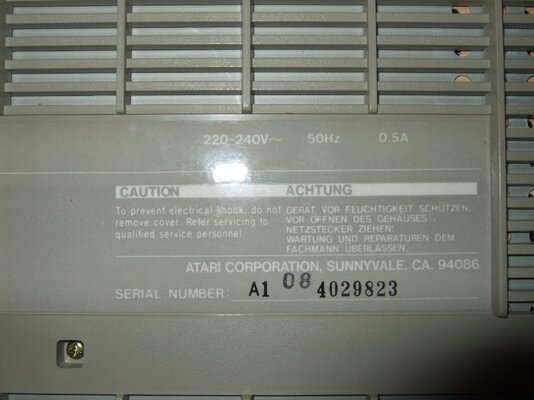 220-240V~ 50Hz 0.5A
CAUTION
To prevent electrical shock, do not
remove cover. Refer servicing to
qualified service personnel.
ACHTUNG
GERÄT VOR FEUCHTIGKEIT SCHÜTZEN.
VOR ÖFFNEN DES GEHÄUSES
NETZSTECKER ZIEHEN!
WARTUNG UND REPARATUREN DEM
FACHMANN ÜBERLASSEN.
ATARI CORPORATION, SUNNYVALE, CA. 94086
SERIAL NUMBER A1 08 4029823